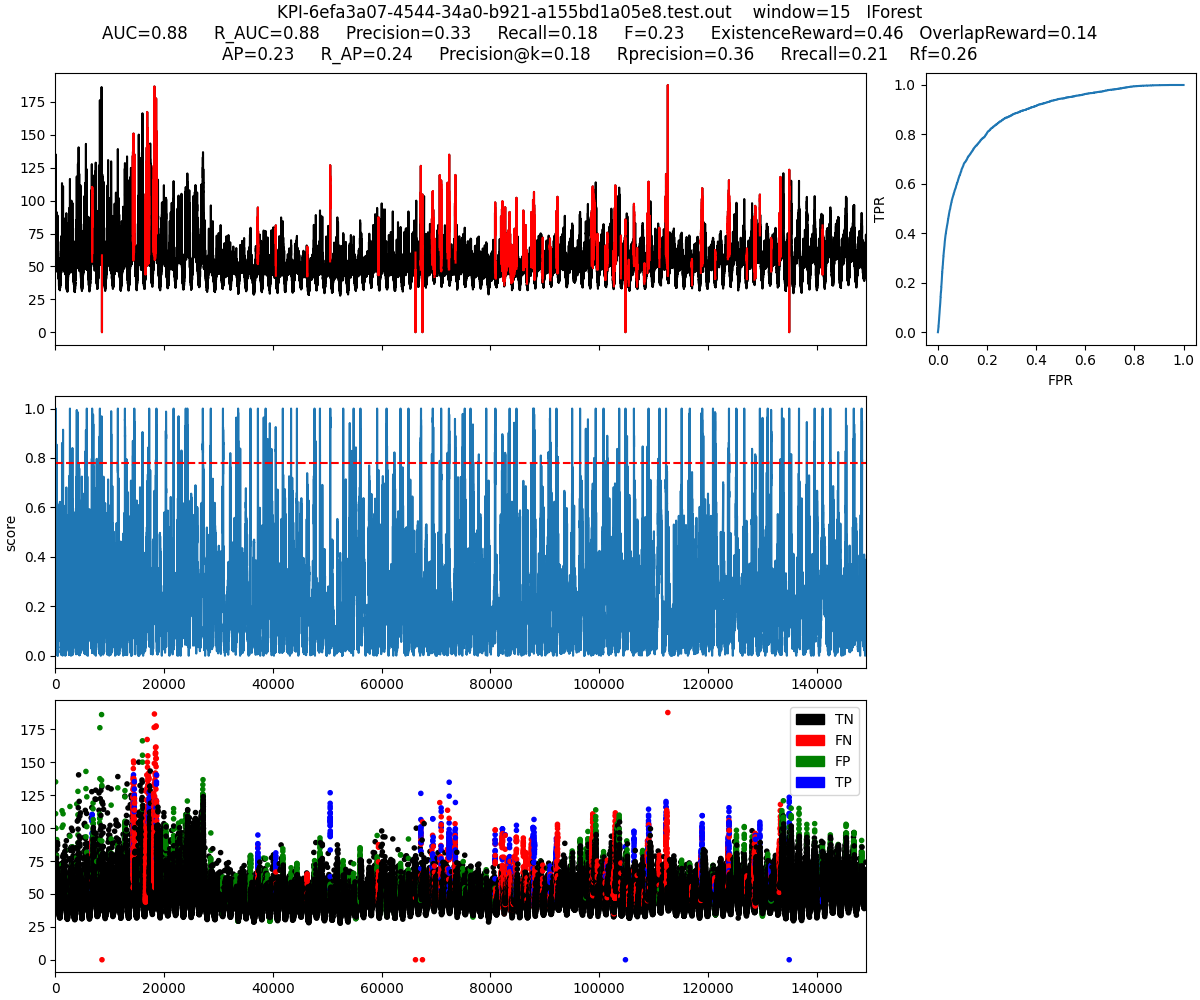 KPI-6efa3a07-4544-34a0-b921-a155bd1a05e8.test.out window=15 IForest
AUC=0.88 R_AUC=0.88 Precision=0.33 Recall=0.18 F=0.23 ExistenceReward=0.46 OverlapReward=0.14
AP=0.23 R_AP=0.24 Precision@k=0.18 Rprecision=0.36 Rrecall=0.21 Rf=0.26
175
150
125
100
75
50
25
0
TPR
1.0
0.8
0.6
0.4
0.2
0.0
0.0 0.2 0.4 0.6 0.8 1.0
FPR
score
1.0
0.8
0.6
0.4
0.2
0.0
0 20000 40000 60000 80000 100000 120000 140000
175
150
125
100
75
50
25
0
TN
FN
FP
TP
0 20000 40000 60000 80000 100000 120000 140000